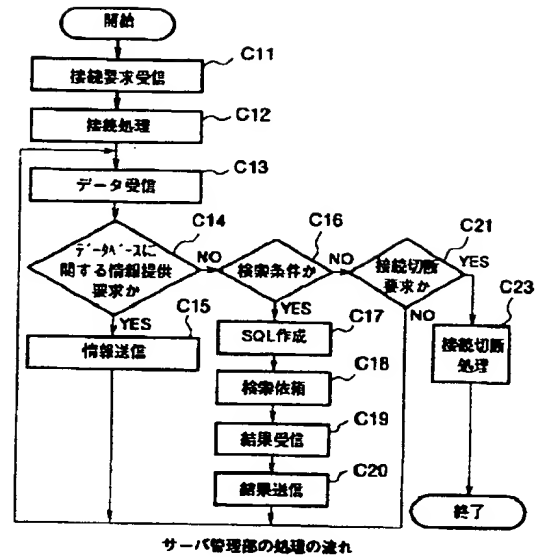 開始
C11
接続要求受信
C12
接続処理
C13
データ受信
C14
データベースに
関する情報提供
要求か
NO
C16
検索条件か
NO
C21
接続切断
要求か
YES
C23
接続切断
処理
YES
C15
情報送信
YES
C17
SQL作成
NO
C18
検索依頼
C19
結果受信
C20
結果送信
終了
サーバ管理部の処理の流れ